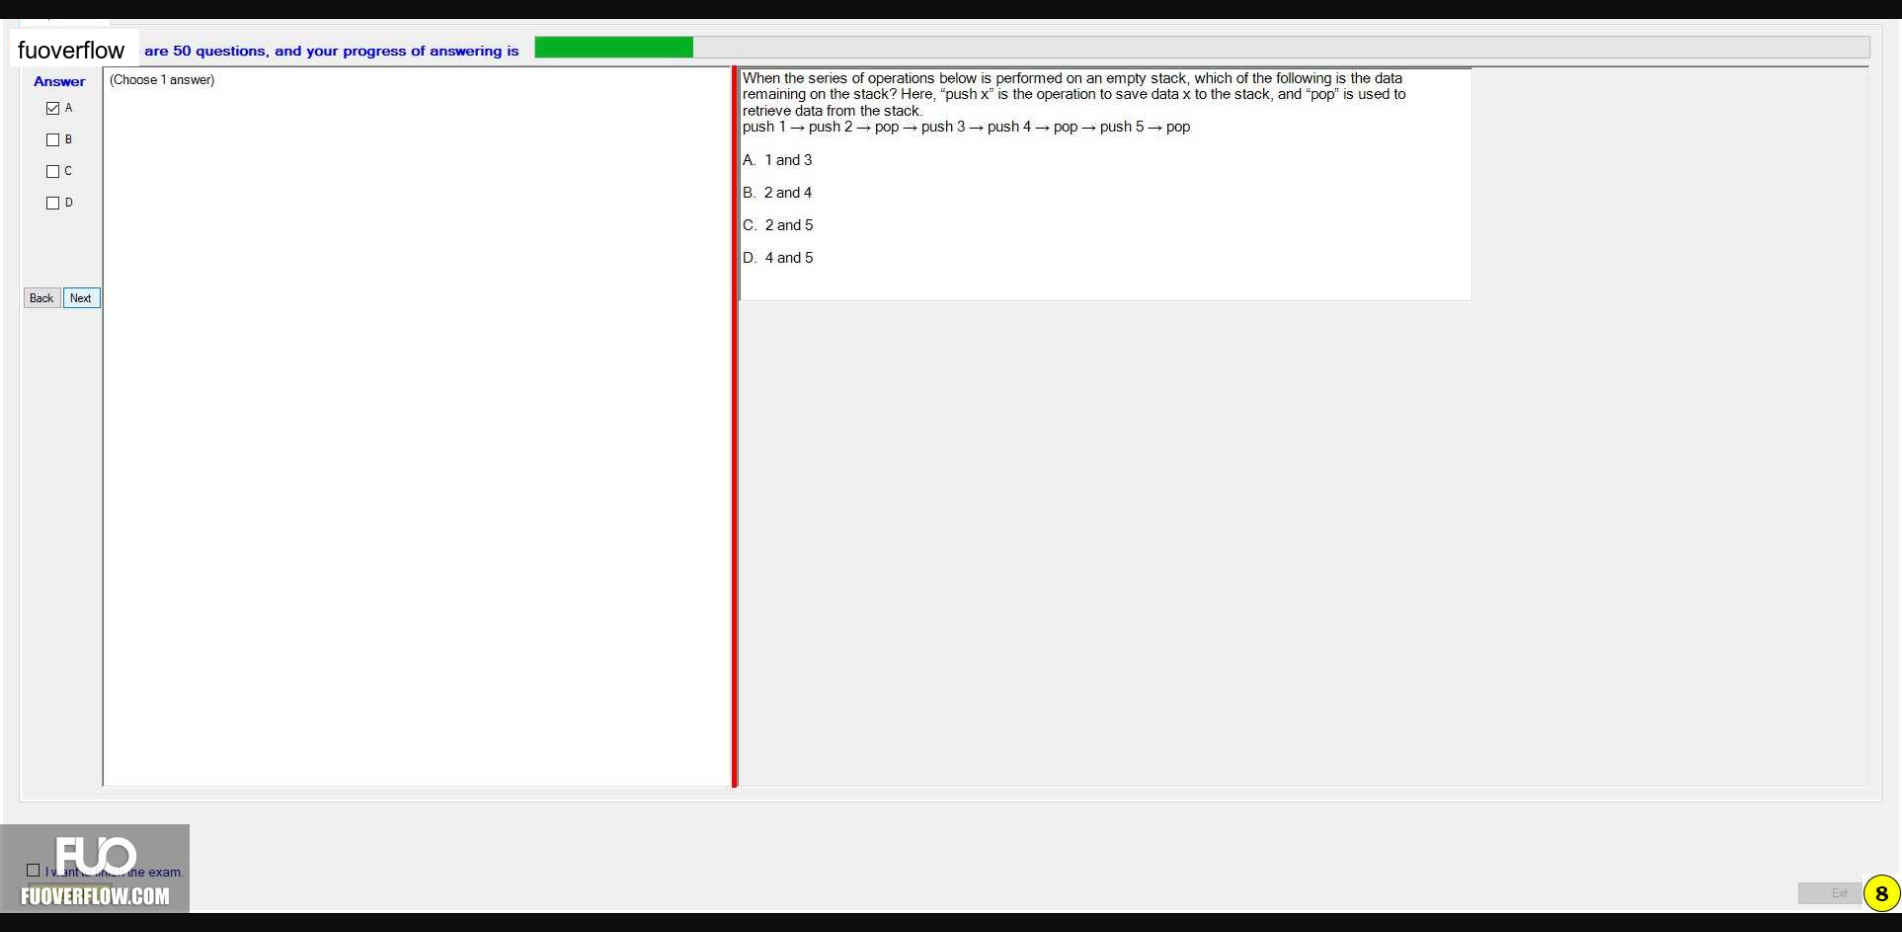 fuoverflow are 50 questions, and your progress of answering is
Answer
(Choose 1 answer)
A
B
C
D
Back Next
When the series of operations below is performed on an empty stack, which of the following is the data
remaining on the stack? Here, “push x” is the operation to save data x to the stack, and “pop” is used to
retrieve data from the stack.
push 1 → push 2 → pop → push 3 → push 4 → pop → push 5 → pop
A. 1 and 3
B. 2 and 4
C. 2 and 5
D. 4 and 5
FUO
I want to finish the exam.
FUOVERFLOW.COM
Exit
8